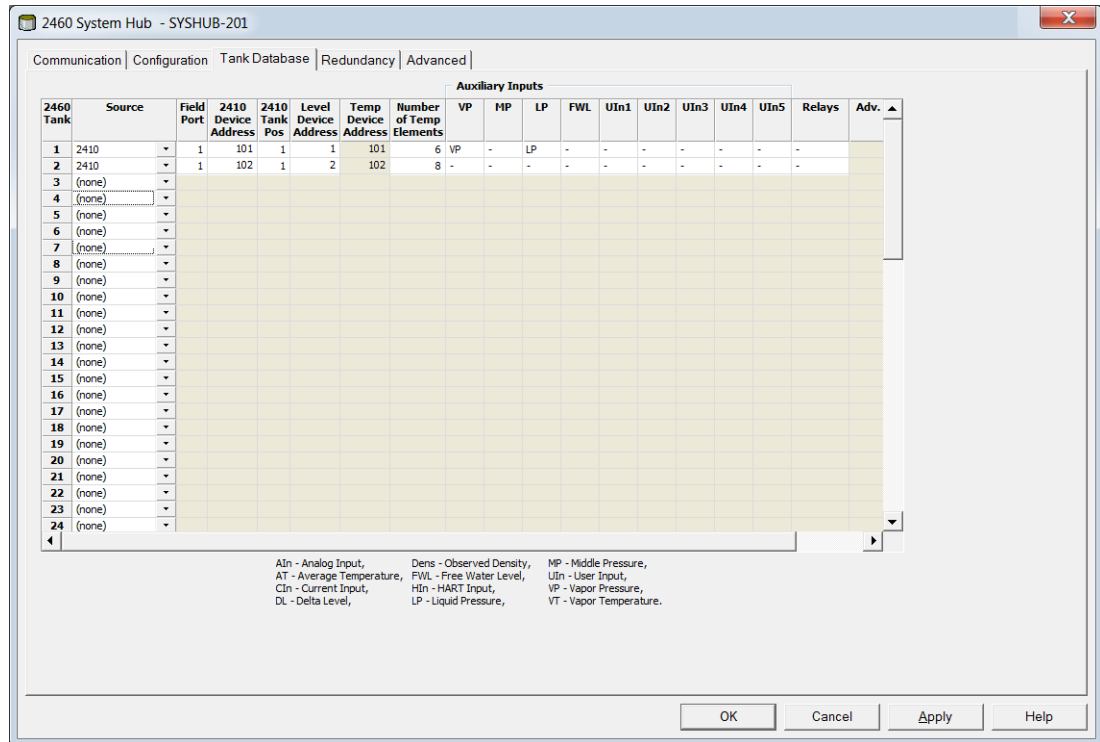 2460 System Hub - SYSHUB-201
X
Communication Configuration Tank Database Redundancy Advanced
Auxiliary Inputs
2460 Tank Source Field Port 2410 Device Address 2410 Tank Pos Level Device Address Temp Device Address Number of Temp Elements VP MP LP FWL UIn1 UIn2 UIn3 UIn4 UIn5 Relays Adv.
1 2410 1 101 1 1 101 6 VP - LP - - - - - - -
2 2410 1 102 1 2 102 8 - - - - - - - - - -
3 (none)
4 (none)
5 (none)
6 (none)
7 (none)
8 (none)
9 (none)
10 (none)
11 (none)
12 (none)
13 (none)
14 (none)
15 (none)
16 (none)
17 (none)
18 (none)
19 (none)
20 (none)
21 (none)
22 (none)
23 (none)
24 (none)
AIn - Analog Input, Dens - Observed Density, MP - Middle Pressure,
AT - Average Temperature, FWL - Free Water Level, UIn - User Input,
CIn - Current Input, HIn - HART Input, VP - Vapor Pressure,
DL - Delta Level, LP - Liquid Pressure, VT - Vapor Temperature.
OK Cancel Apply Help